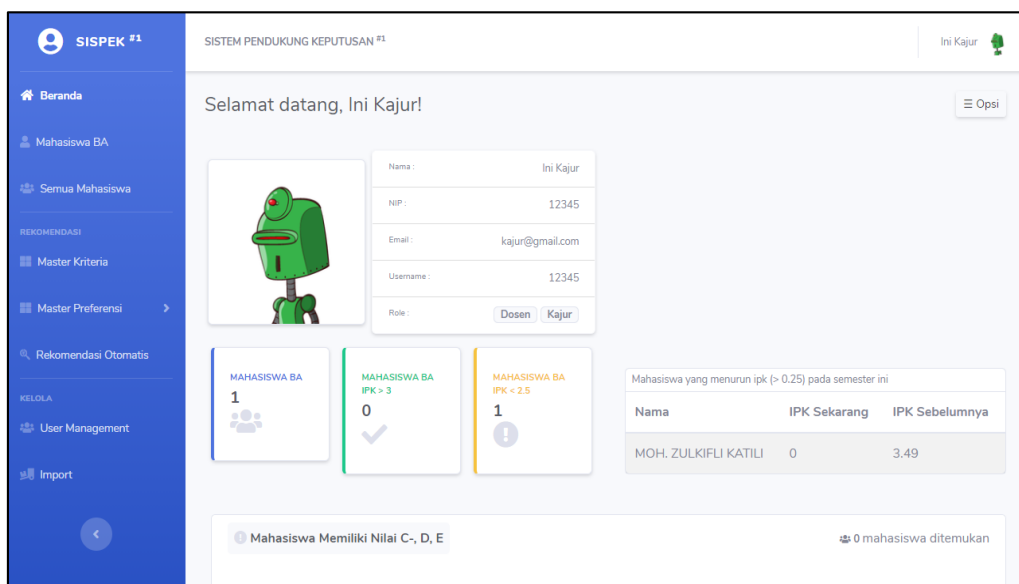 SISPEK #1
SISTEM PENDUKUNG KEPUTUSAN #1
Ini Kajur
Beranda
Mahasiswa BA
Semua Mahasiswa
REKOMENDASI
Master Kriteria
Master Preferensi
Rekomendasi Otomatis
KELOLA
User Management
Import
Selamat datang, Ini Kajur!
Opsi
Nama : Ini Kajur
NIP : 12345
Email : kajur@gmail.com
Username : 12345
Role : Dosen Kajur
MAHASISWA BA
1
MAHASISWA BA
IPK > 3
0
MAHASISWA BA
IPK < 2.5
1
Mahasiswa yang menurun ipk (> 0.25) pada semester ini
Nama IPK Sekarang IPK Sebelumnya
MOH. ZULKIFLI KATILI 0 3.49
Mahasiswa Memiliki Nilai C-, D, E
0 mahasiswa ditemukan